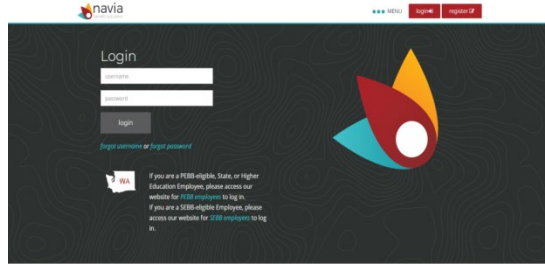 navia
MENU
login
register
Login
username
password
login
forgot username or forgot password
WA
If you are a PEBB-eligible, State, or Higher
Education Employee, please access our
website for PEBB employees to log in.
If you are a SEBB-eligible Employee, please
access our website for SEBB employees to log
in.